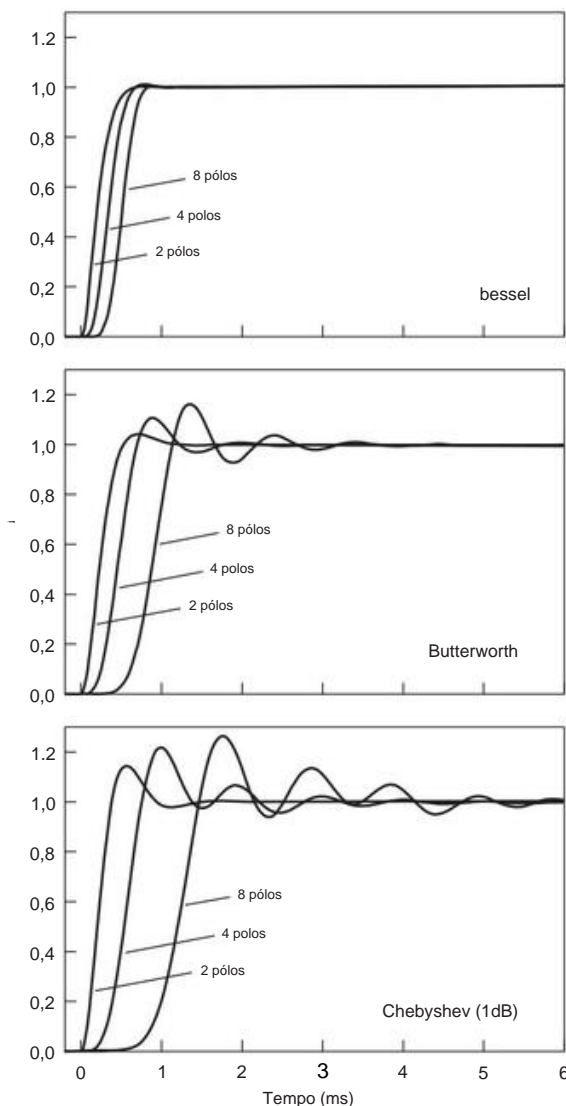 1.2
1,0
0,8
0,6
0,4
0,2
0,0
8 pólos
4 polos
2 pólos
bessel
1.2
1.0
0,8
0,6
0,4
0,2
0,0
8 pólos
4 polos
2 pólos
Butterworth
1.2
1,0
0,8
0,6
0,4
0,2
0,0
8 pólos
4 polos
2 pólos
Chebyshev (1dB)
0 1 2 3 4 5 6
Tempo (ms)